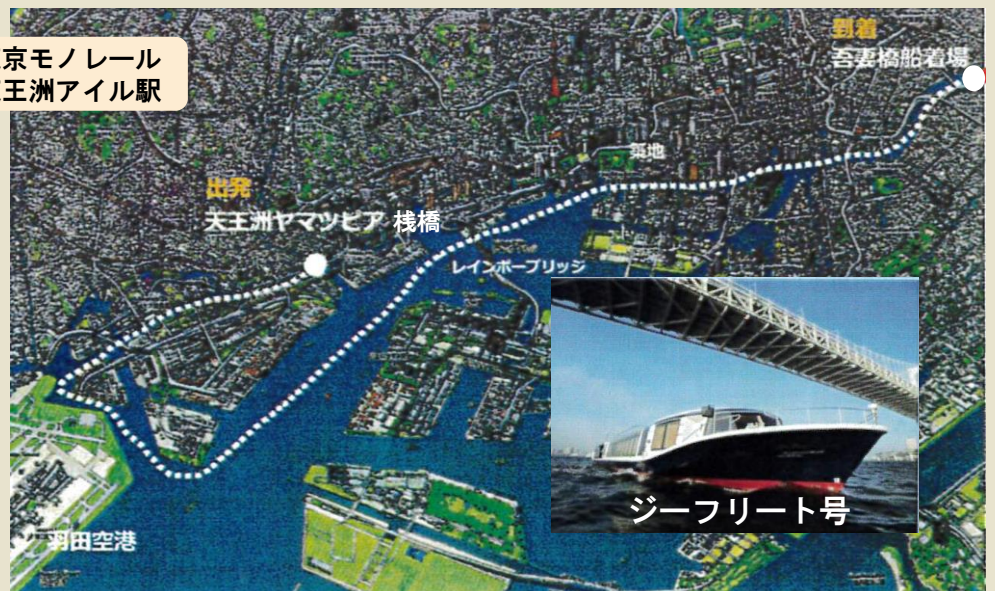 京モノレール
王洲アイル駅
到着
吾妻橋船着場
築地
出発
天王洲ヤマツピア 桟橋
レインボーブリッジ
ジーフリート号
羽田空港